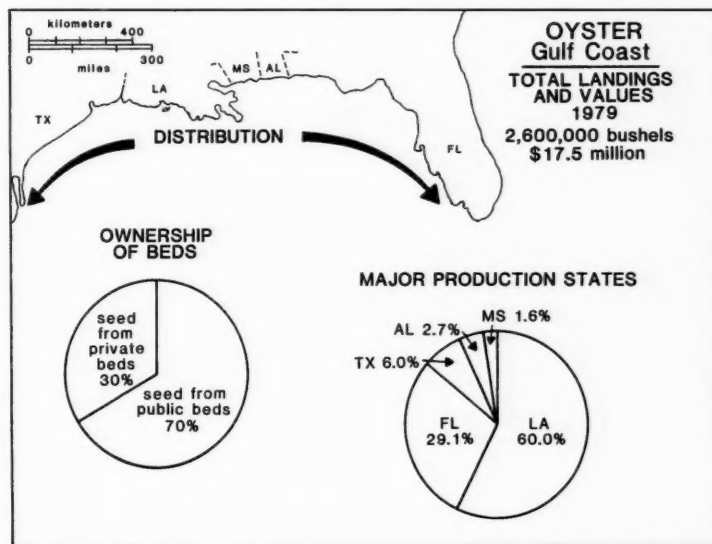 kilometers
0 400
0 300
miles
TX
LA
MS
AL
FL
DISTRIBUTION
OYSTER
Gulf Coast
TOTAL LANDINGS
AND VALUES
1979
2,600,000 bushels
$17.5 million
OWNERSHIP
OF BEDS
seed
from
private
beds
30%
seed from
public beds
70%
MAJOR PRODUCTION STATES
MS 1.6%
AL 2.7%
TX 6.0%
FL
29.1%
LA
60.0%